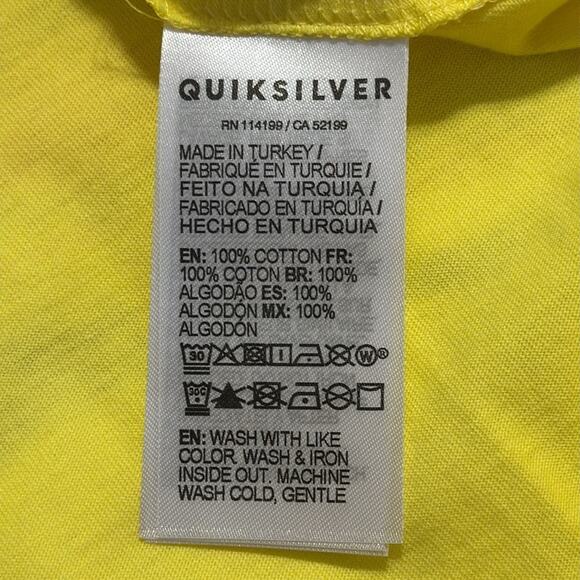 QUIKSILVER
RN 114199 / CA 52199
MADE IN TURKEY /
FABRIQUÉ EN TURQUIE /
FEITO NA TURQUIA /
FABRICADO EN TURQUÍA /
HECHO EN TURQUIA
EN: 100% COTTON FR:
100% COTON BR: 100%
ALGODÃO ES: 100%
ALGODÓN MX: 100%
ALGODÓN
30 W®
30C
EN: WASH WITH LIKE
COLOR. WASH & IRON
INSIDE OUT. MACHINE
WASH COLD, GENTLE